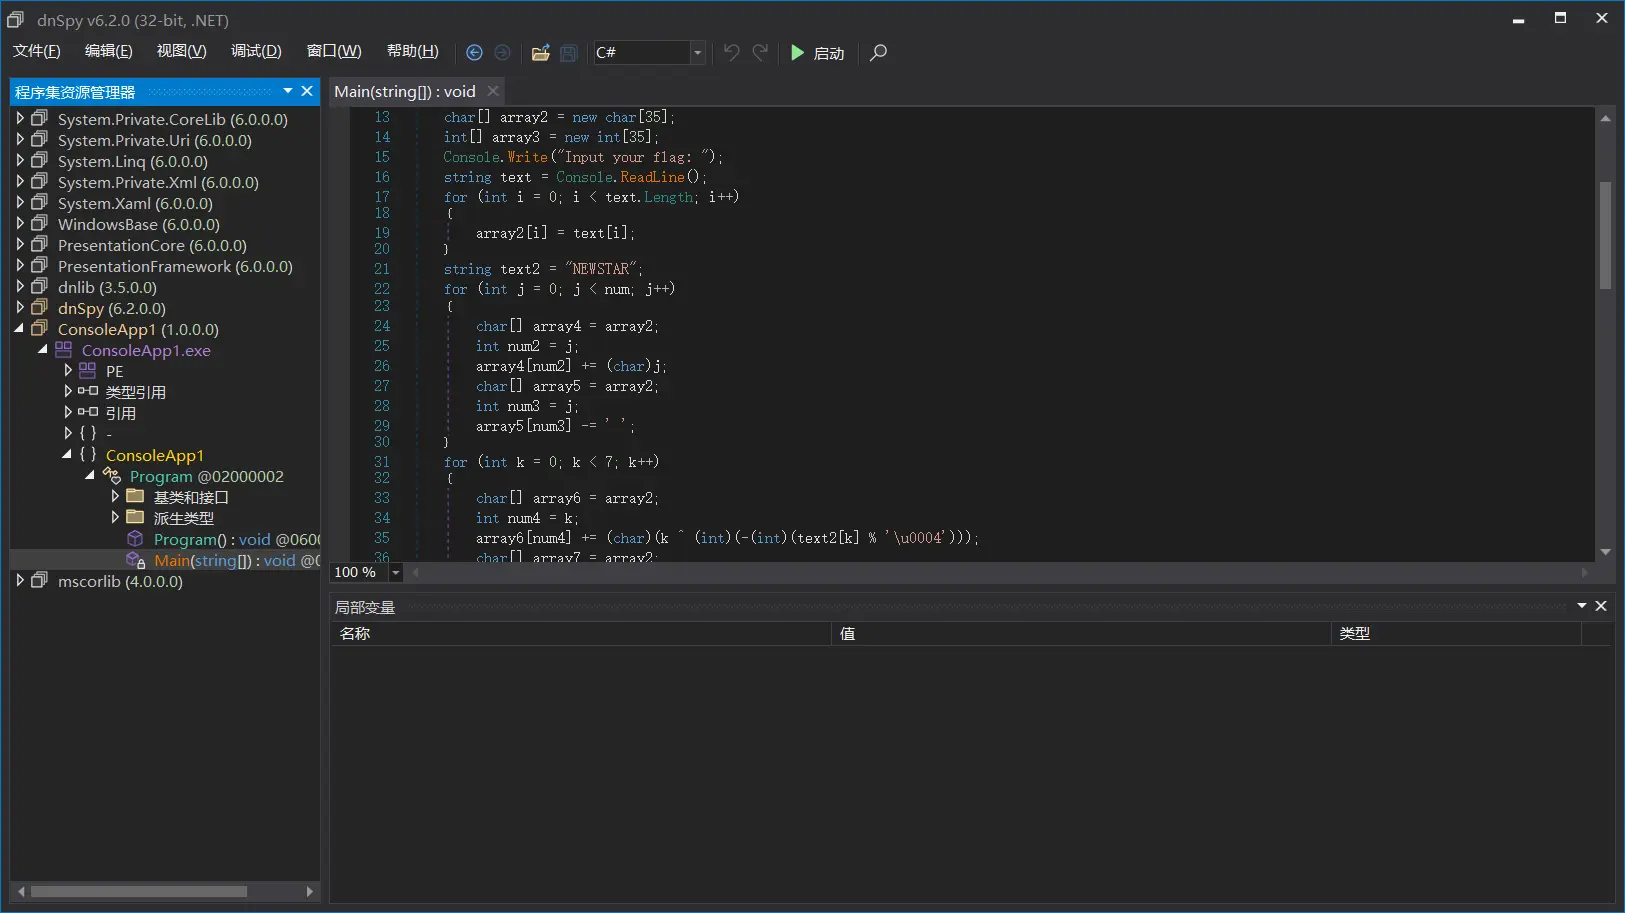 dnSpy v6.2.0 (32-bit, .NET)
文件(F) 编辑(E) 视图(V) 调试(D) 窗口(W) 帮助(H) C# 启动
程序集资源管理器
System.Private.CoreLib (6.0.0.0)
System.Private.Uri (6.0.0.0)
System.Linq (6.0.0.0)
System.Private.Xml (6.0.0.0)
System.Xaml (6.0.0.0)
WindowsBase (6.0.0.0)
PresentationCore (6.0.0.0)
PresentationFramework (6.0.0.0)
dnlib (3.5.0.0)
dnSpy (6.2.0.0)
ConsoleApp1 (1.0.0.0)
ConsoleApp1.exe
PE
类型引用
引用
{ } -
{ } ConsoleApp1
Program @02000002
基类和接口
派生类型
Program() : void @060
Main(string[]) : void @0
mscorlib (4.0.0.0)
Main(string[]) : void
13 char[] array2 = new char[35];
14 int[] array3 = new int[35];
15 Console.Write("Input your flag: ");
16 string text = Console.ReadLine();
17 for (int i = 0; i < text.Length; i++)
18 {
19 array2[i] = text[i];
20 }
21 string text2 = "NEWSTAR";
22 for (int j = 0; j < num; j++)
23 {
24 char[] array4 = array2;
25 int num2 = j;
26 array4[num2] += (char)j;
27 char[] array5 = array2;
28 int num3 = j;
29 array5[num3] -= ' ';
30 }
31 for (int k = 0; k < 7; k++)
32 {
33 char[] array6 = array2;
34 int num4 = k;
35 array6[num4] += (char)(k ^ (int)(-(int)(text2[k] % '\u0004')));
36 char[] array7 = array2;
100 %
局部变量
名称 值 类型